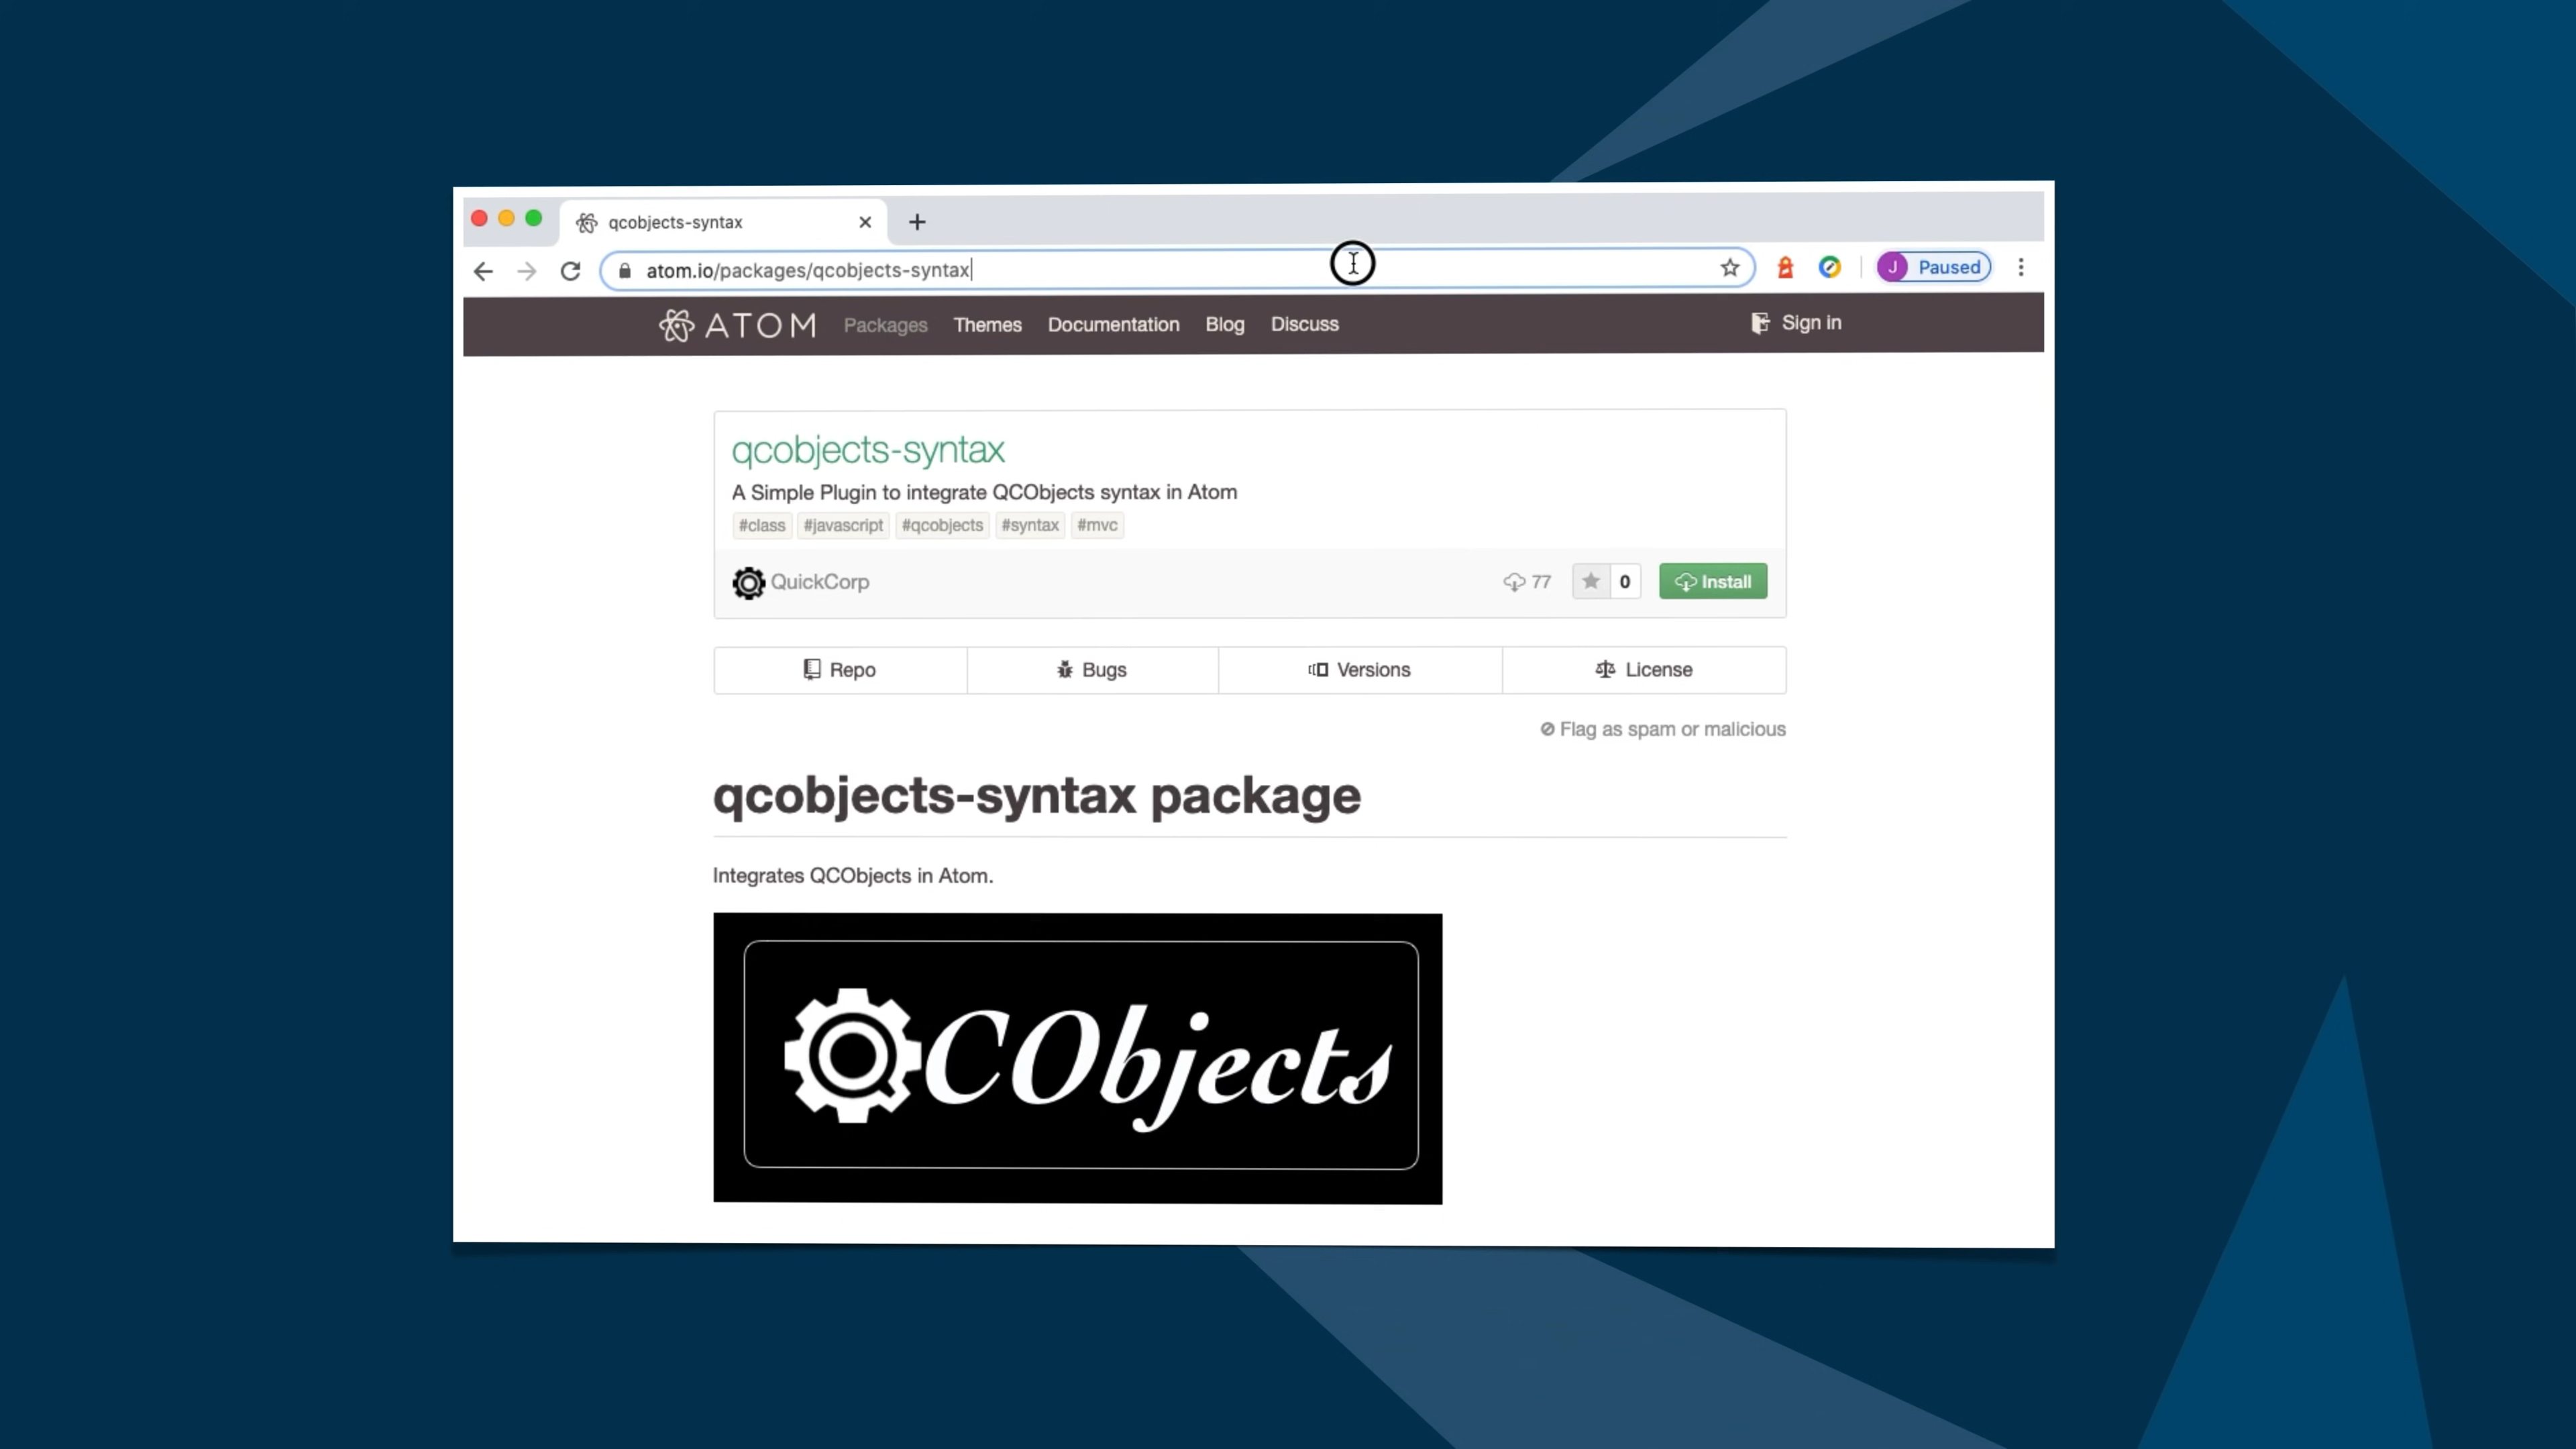 qcobjects-syntax
atom.io/packages/qcobjects-syntax
J Paused
ATOM Packages Themes Documentation Blog Discuss Sign in
qcobjects-syntax
A Simple Plugin to integrate QCObjects syntax in Atom
#class #javascript #qcobjects #syntax #mvc
QuickCorp 77 0 Install
Repo Bugs Versions License
Flag as spam or malicious
qcobjects-syntax package
Integrates QCObjects in Atom.
QCObjects